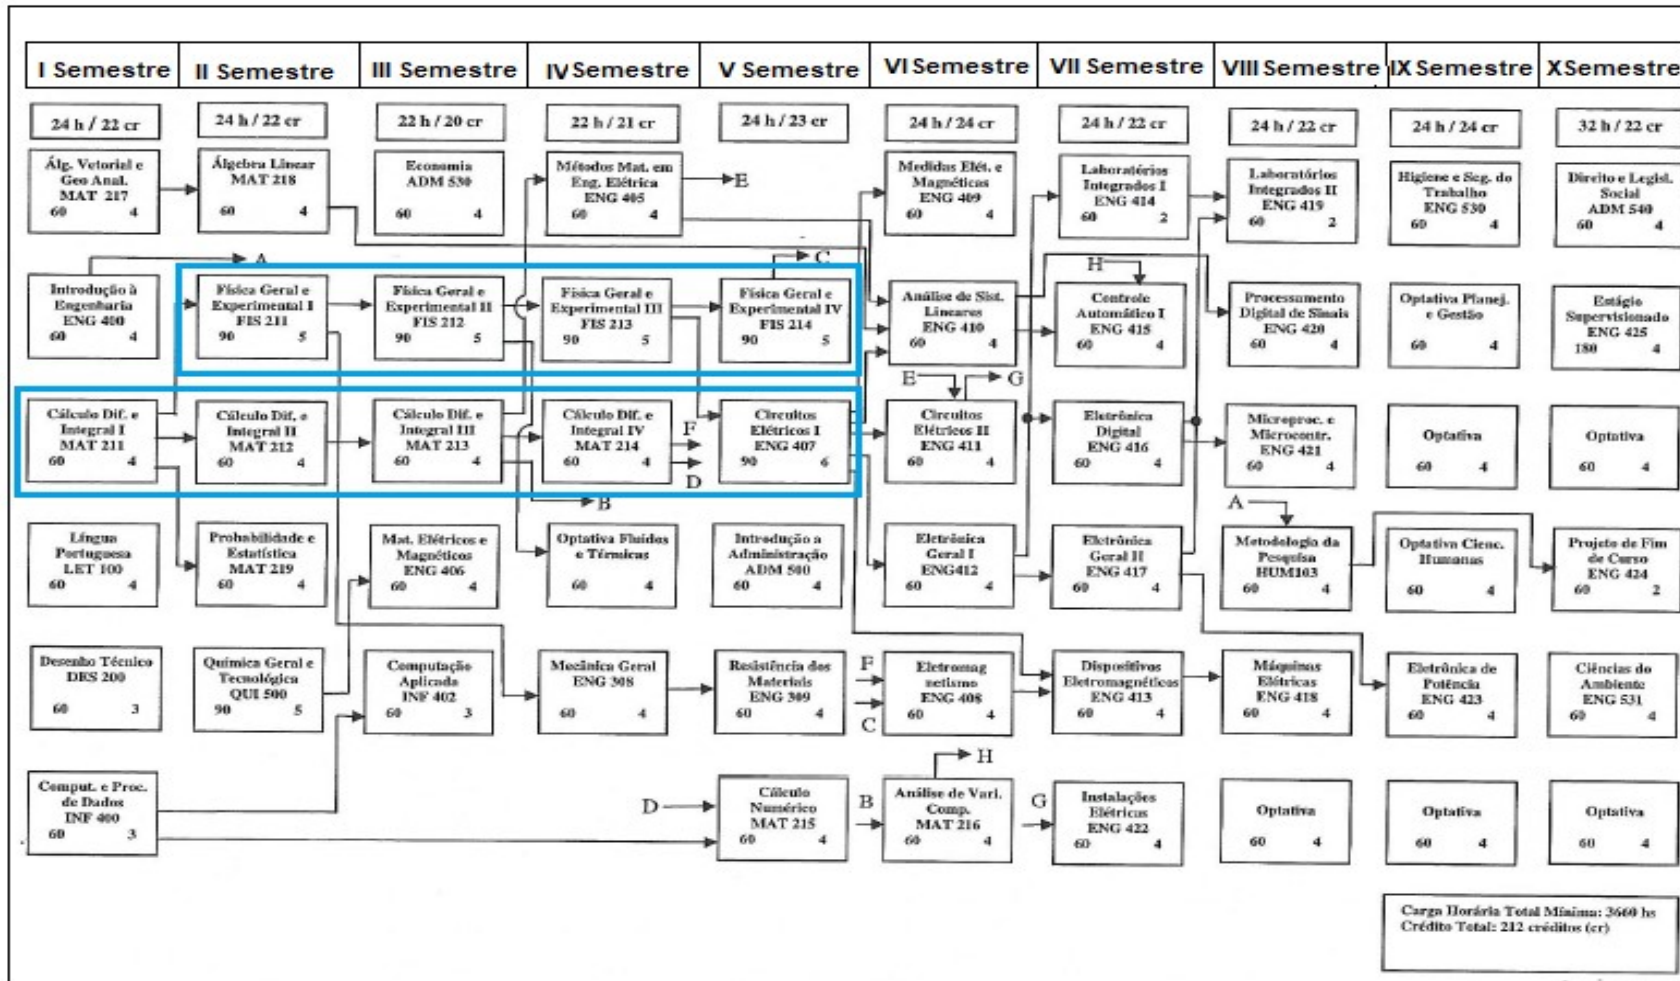 I Semestre
II Semestre
III Semestre
IV Semestre
V Semestre
VI Semestre
VII Semestre
VIII Semestre
IX Semestre
X Semestre
24 h / 22 cr
24 h / 22 cr
22 h / 20 cr
22 h / 21 cr
24 h / 23 cr
24 h / 24 cr
24 h / 22 cr
24 h / 22 cr
24 h / 24 cr
32 h / 22 cr
Álg. Vetorial e
Geo Anal.
MAT 217
60 4
Álgebra Linear
MAT 218
60 4
Economia
ADM 530
60 4
Métodos Mat. em
Eng. Elétrica
ENG 405
60 4
E
Medidas Elét. e
Magnéticas
ENG 409
60 4
Laboratórios
Integrados I
ENG 414
60 2
Laboratórios
Integrados II
ENG 419
60 2
Higiene e Seg. do
Trabalho
ENG 530
60 4
Direito e Legisl.
Social
ADM 540
60 4
A
C
H
Introdução à
Engenharia
ENG 400
60 4
Física Geral e
Experimental I
FIS 211
90 5
Física Geral e
Experimental II
FIS 212
90 5
Física Geral e
Experimental III
FIS 213
90 5
Física Geral e
Experimental IV
FIS 214
90 5
Análise de Sist.
Lineares
ENG 410
60 4
Controle
Automático I
ENG 415
60 4
Processamento
Digital de Sinais
ENG 420
60 4
Optativa Planej.
e Gestão
60 4
Estágio
Supervisionado
ENG 425
180 4
E
G
Cálculo Dif. e
Integral I
MAT 211
60 4
Cálculo Dif. e
Integral II
MAT 212
60 4
Cálculo Dif. e
Integral III
MAT 213
60 4
Cálculo Dif. e
Integral IV
MAT 214
60 4
F
D
Circuitos
Elétricos I
ENG 407
90 6
Circuitos
Elétricos II
ENG 411
60 4
Eletrônica
Digital
ENG 416
60 4
Microproc. e
Microcontr.
ENG 421
60 4
Optativa
60 4
Optativa
60 4
B
A
Língua
Portuguesa
LET 100
60 4
Probabilidade e
Estatística
MAT 219
60 4
Mat. Elétricos e
Magnéticos
ENG 406
60 4
Optativa Fluidos
e Térmicas
60 4
Introdução a
Administração
ADM 500
60 4
Eletrônica
Geral I
ENG412
60 4
Eletrônica
Geral II
ENG 417
60 4
Metodologia da
Pesquisa
HUM103
60 4
Optativa Cienc.
Humanas
60 4
Projeto de Fim
de Curso
ENG 424
60 2
Desenho Técnico
DES 200
60 3
Química Geral e
Tecnológica
QUI 500
90 5
Computação
Aplicada
INF 402
60 3
Mecânica Geral
ENG 308
60 4
Resistência dos
Materiais
ENG 309
60 4
F
C
Eletromag
netismo
ENG 408
60 4
Dispositivos
Eletromagnéticos
ENG 413
60 4
Máquinas
Elétricas
ENG 418
60 4
Eletrônica de
Potência
ENG 423
60 4
Ciências do
Ambiente
ENG 531
60 4
H
Comput. e Proc.
de Dados
INF 400
60 3
D
Cálculo
Numérico
MAT 215
60 4
B
Análise de Vari.
Comp.
MAT 216
60 4
G
Instalações
Elétricas
ENG 422
60 4
Optativa
60 4
Optativa
60 4
Optativa
60 4
Carga Horária Total Mínima: 3660 hs
Crédito Total: 212 créditos (cr)